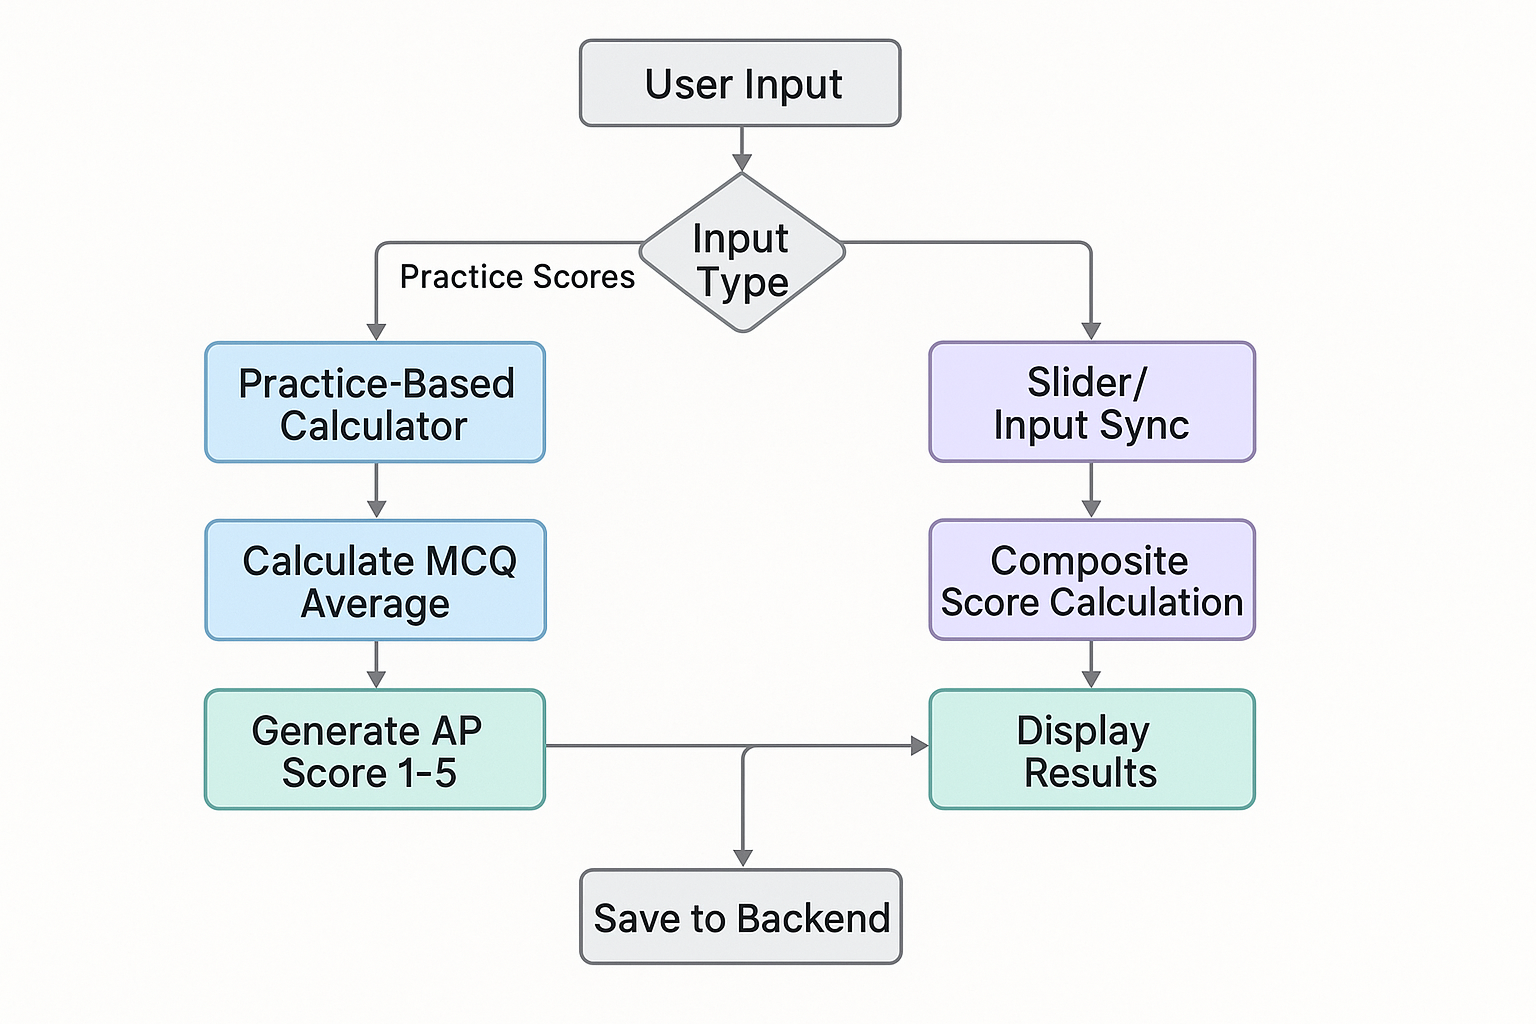 User Input
Input
Type
Practice Scores
Practice-Based
Calculator
Slider/
Input Sync
Calculate MCQ
Average
Composite
Score Calculation
Generate AP
Score 1–5
Display
Results
Save to Backend